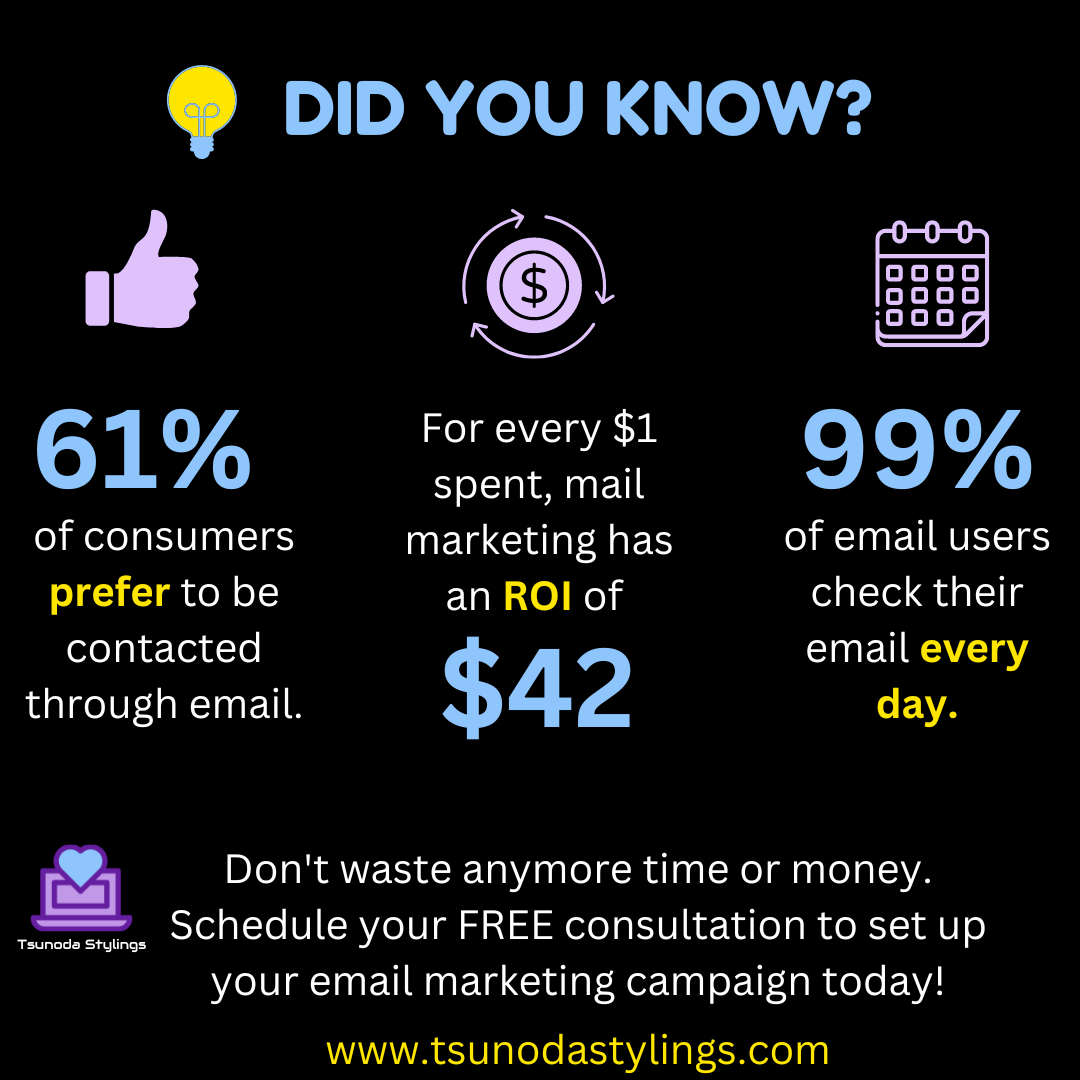 DID YOU KNOW?
$
61%
of consumers
prefer to be
contacted
through email.
For every $1
spent, mail
marketing has
an ROI of
$42
99%
of email users
check their
email every
day.
Tsunoda Stylings
Don't waste anymore time or money.
Schedule your FREE consultation to set up
your email marketing campaign today!
www.tsunodastylings.com